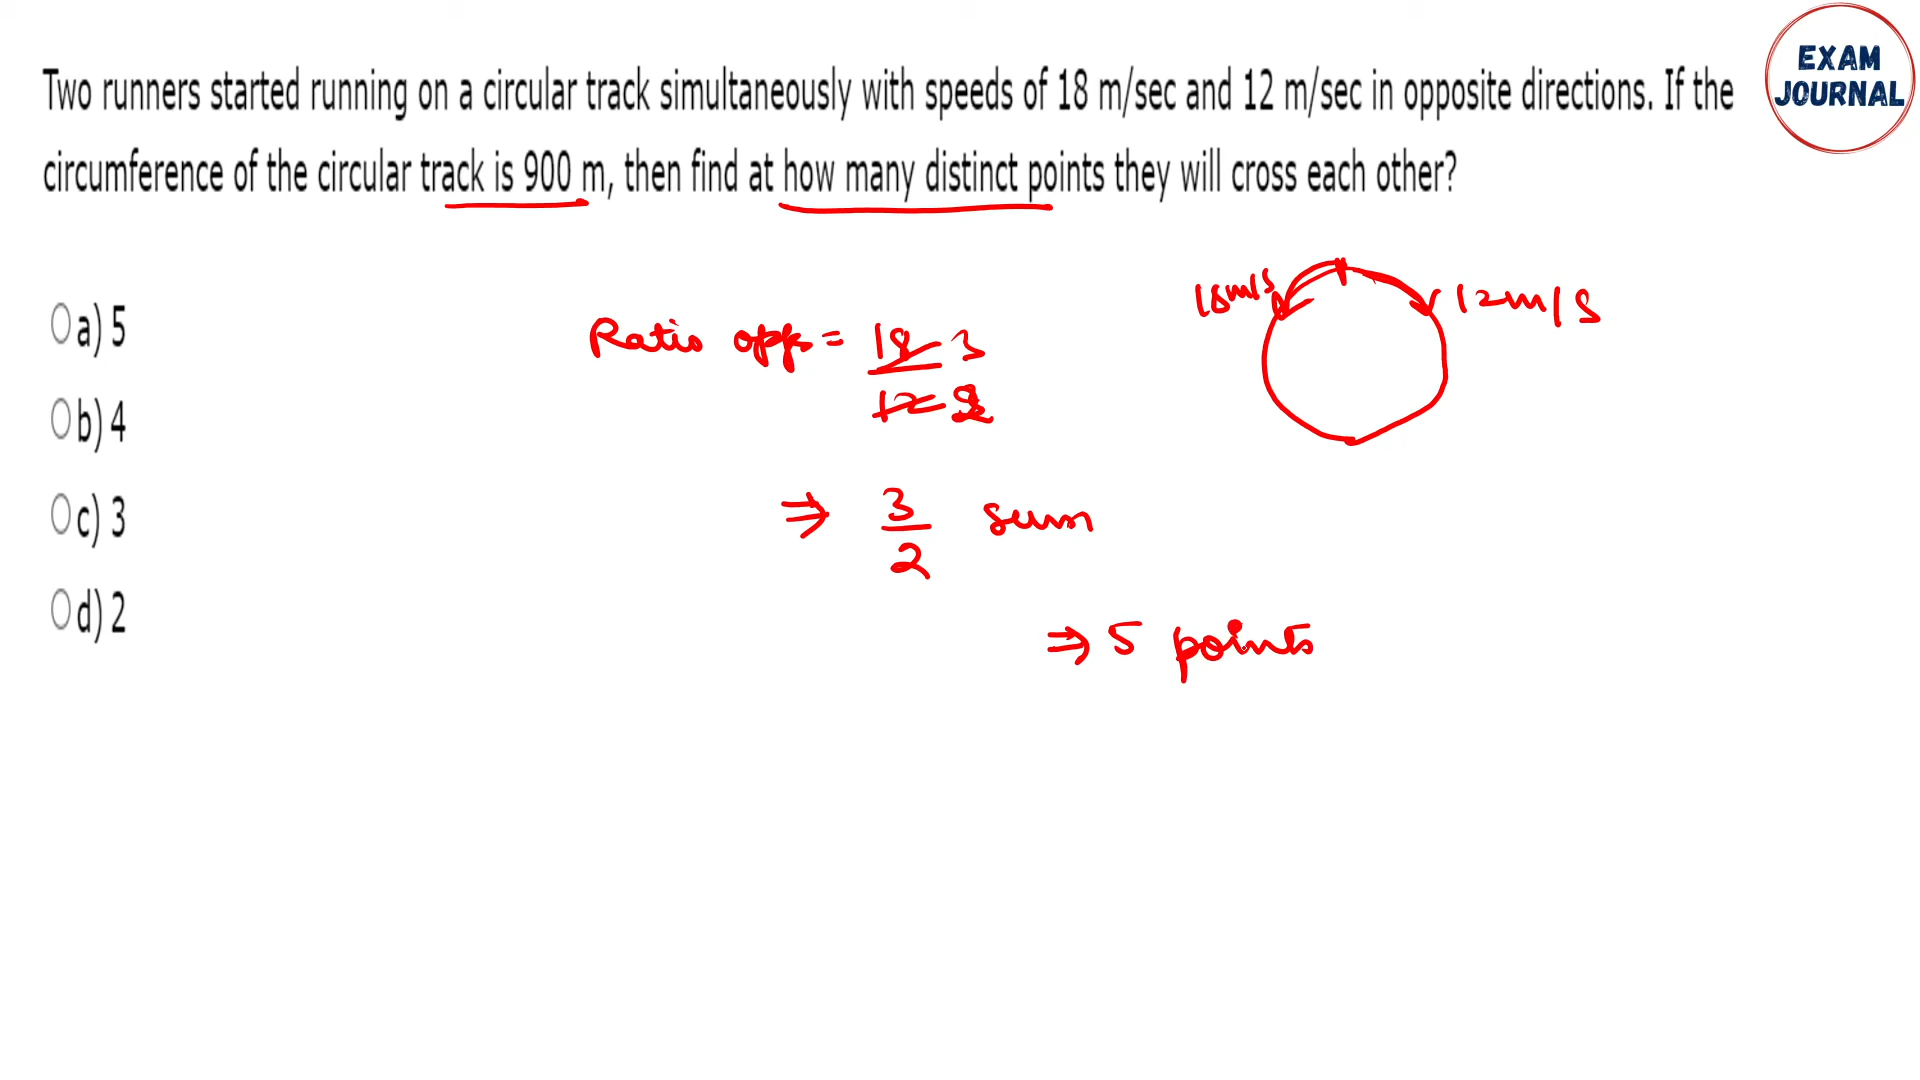 EXAM
JOURNAL
Two runners started running on a circular track simultaneously with speeds of 18 m/sec and 12 m/sec in opposite directions. If the
circumference of the circular track is 900 m, then find at how many distinct points they will cross each other?
a) 5
b) 4
c) 3
d) 2
Ratio opp = 18 3
12 2
18m/s
12m/s
⇒ 3/2 sum
⇒ 5 points